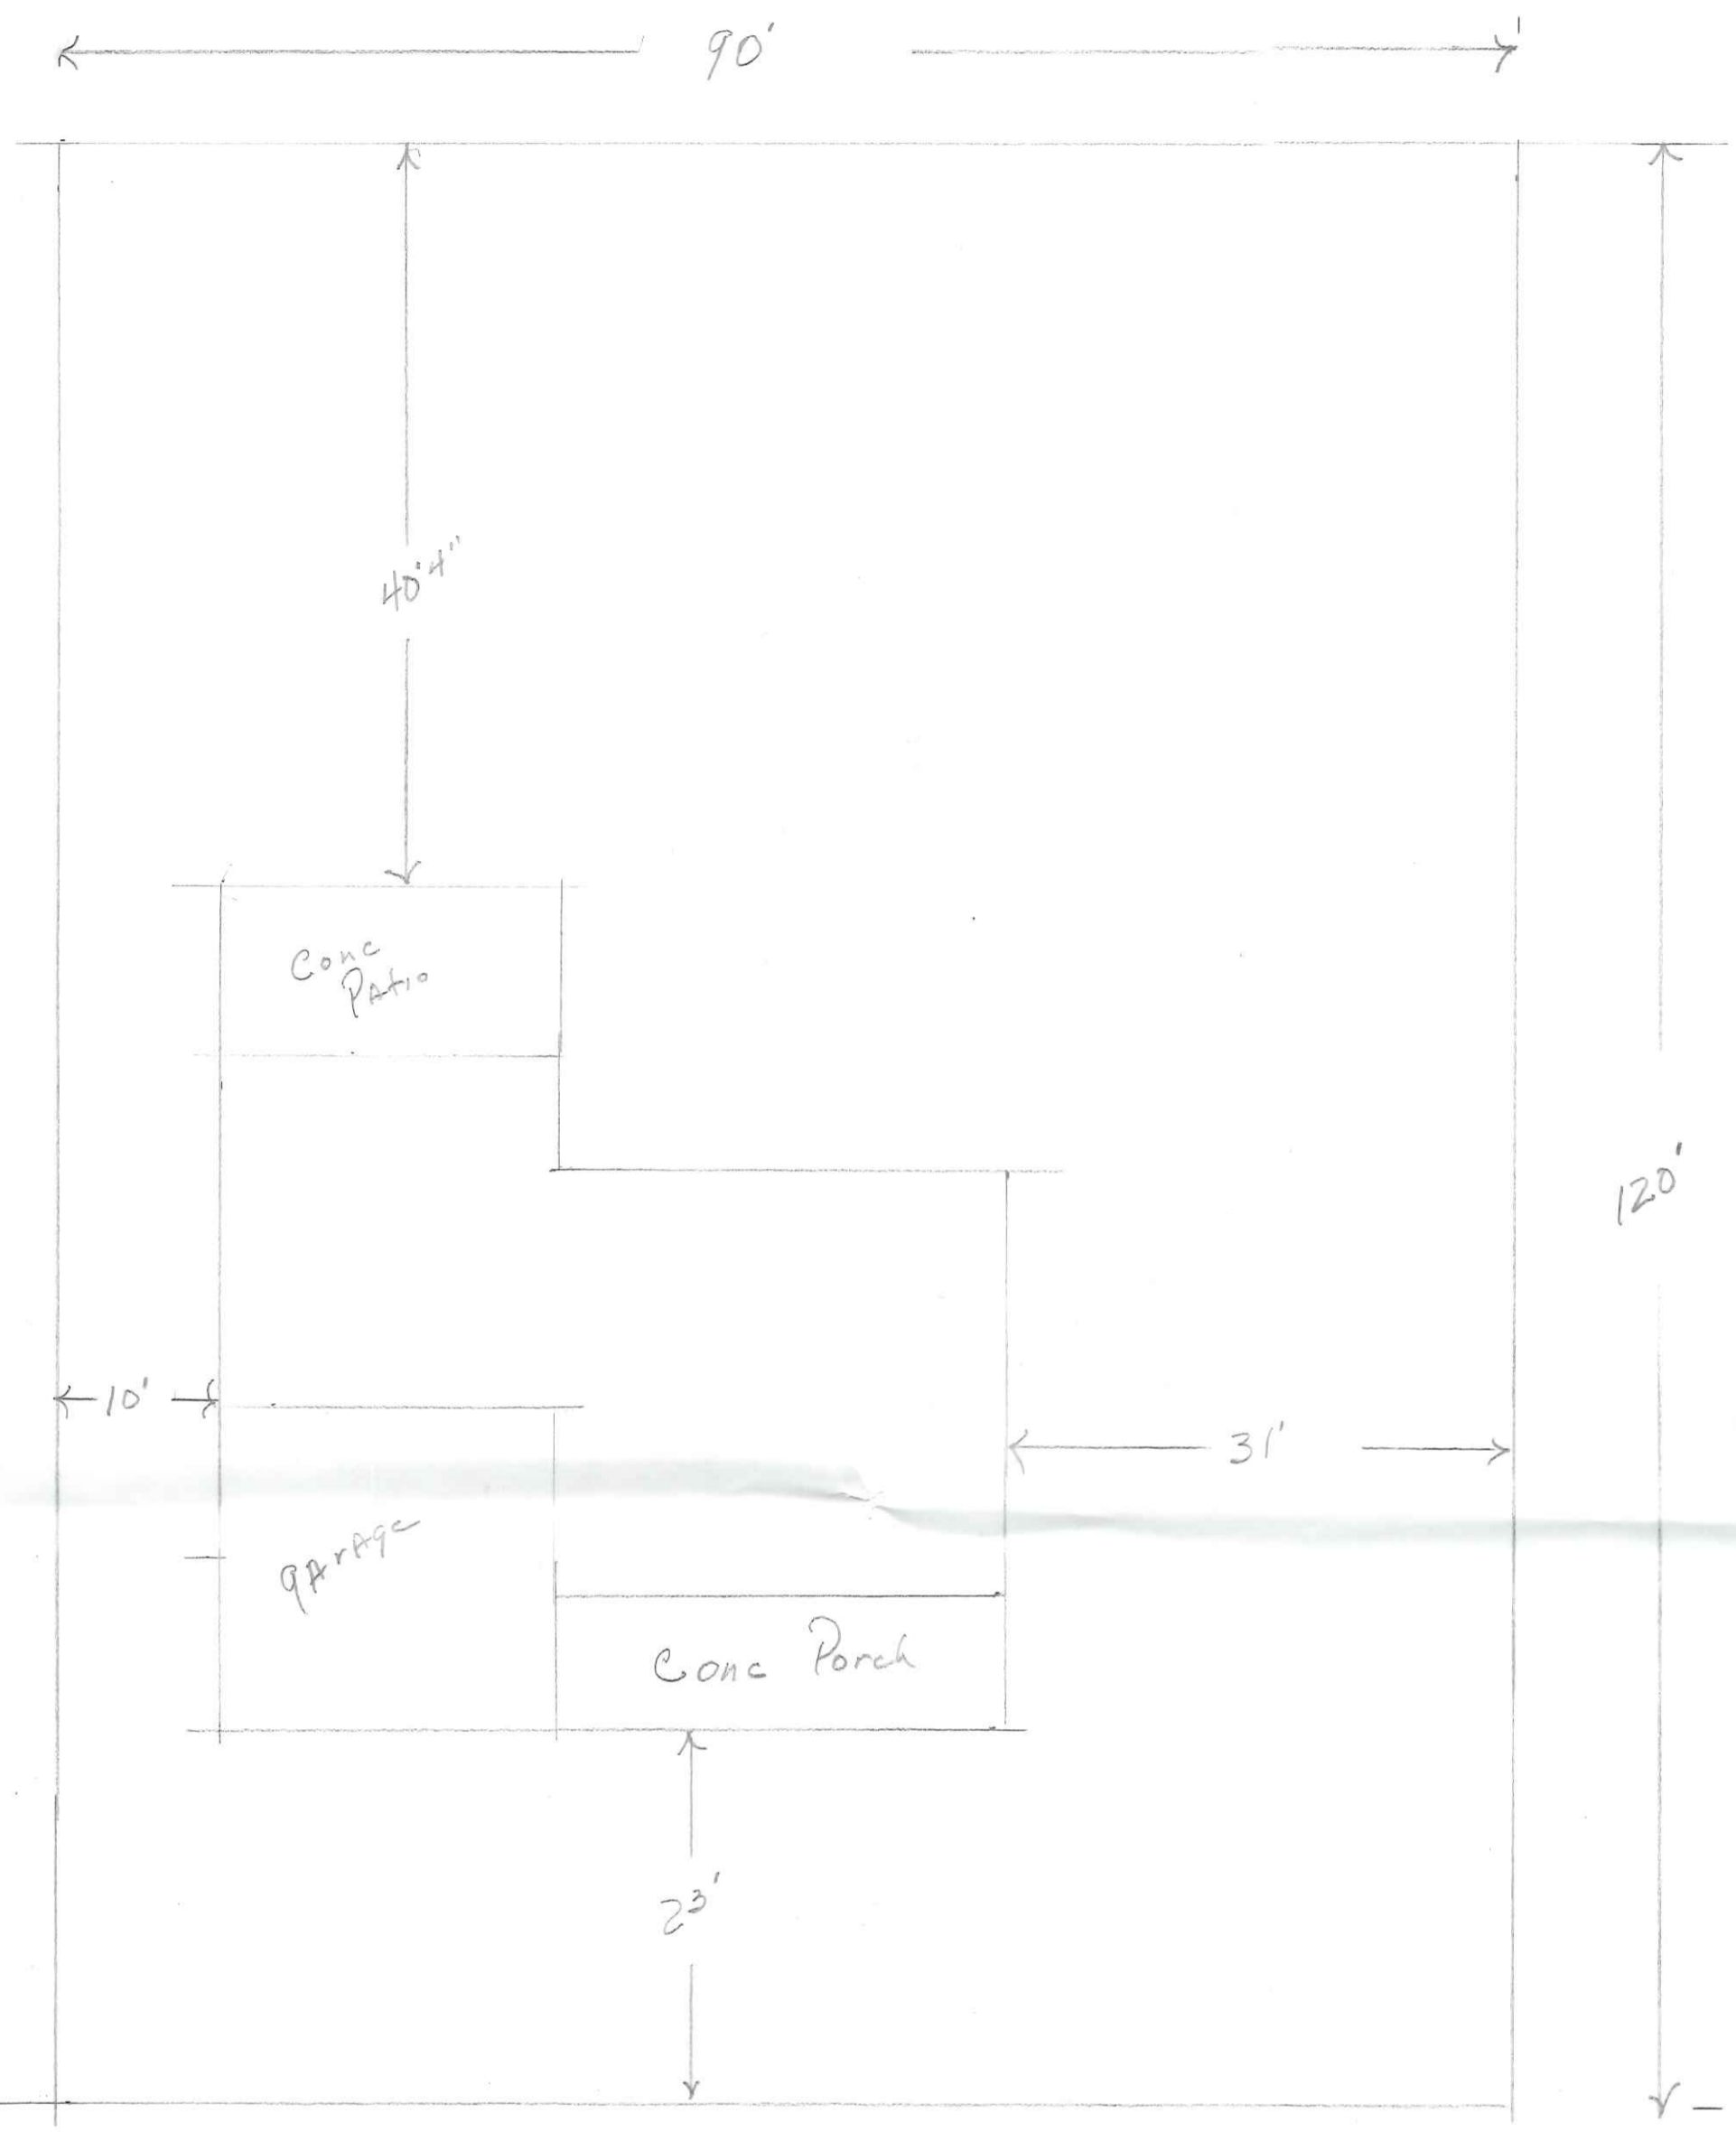 90'
40'4"
Conc
Patio
120'
10'
31'
garage
Conc Porch
23'